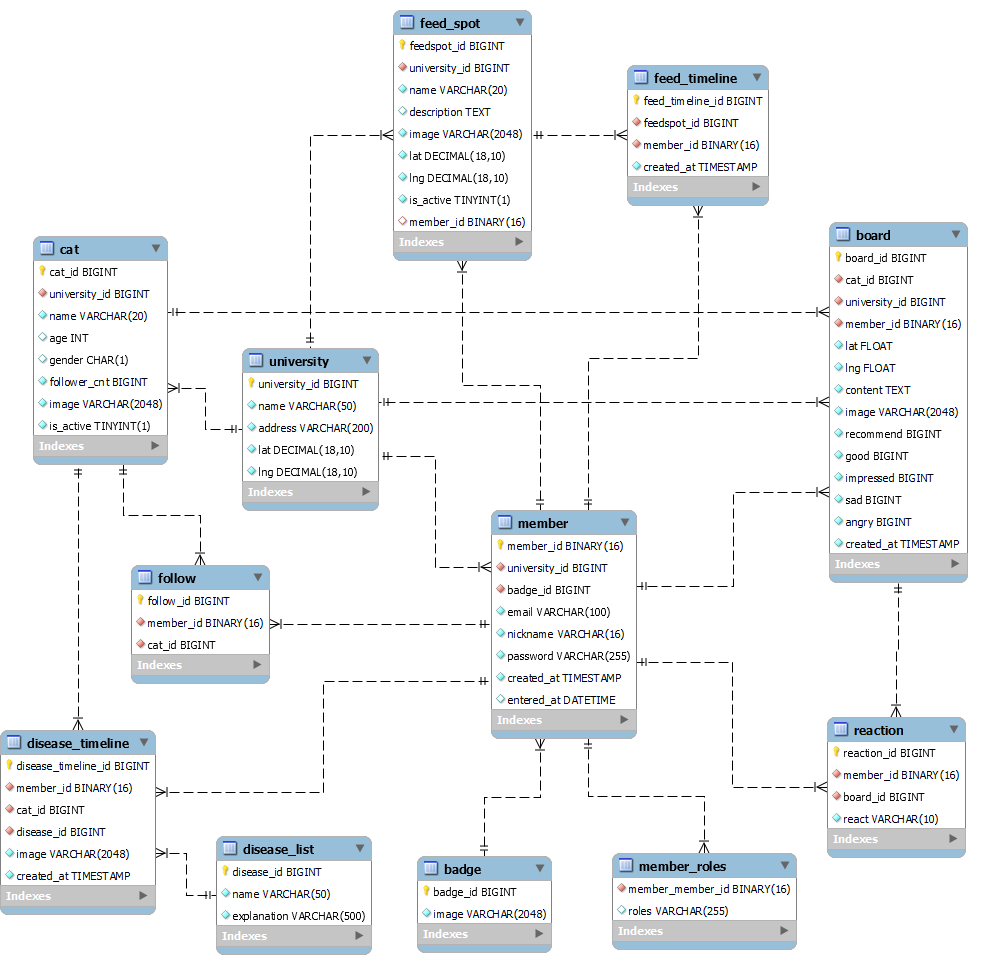 feed_spot
feedspot_id BIGINT
university_id BIGINT
name VARCHAR(20)
description TEXT
image VARCHAR(2048)
lat DECIMAL(18,10)
lng DECIMAL(18,10)
is_active TINYINT(1)
member_id BINARY(16)
Indexes
feed_timeline
feed_timeline_id BIGINT
feedspot_id BIGINT
member_id BINARY(16)
created_at TIMESTAMP
Indexes
cat
cat_id BIGINT
university_id BIGINT
name VARCHAR(20)
age INT
gender CHAR(1)
follower_cnt BIGINT
image VARCHAR(2048)
is_active TINYINT(1)
Indexes
board
board_id BIGINT
cat_id BIGINT
university_id BIGINT
member_id BINARY(16)
lat FLOAT
lng FLOAT
content TEXT
image VARCHAR(2048)
recommend BIGINT
good BIGINT
impressed BIGINT
sad BIGINT
angry BIGINT
created_at TIMESTAMP
Indexes
university
university_id BIGINT
name VARCHAR(50)
address VARCHAR(200)
lat DECIMAL(18,10)
lng DECIMAL(18,10)
Indexes
member
member_id BINARY(16)
university_id BIGINT
badge_id BIGINT
email VARCHAR(100)
nickname VARCHAR(16)
password VARCHAR(255)
created_at TIMESTAMP
entered_at DATETIME
Indexes
follow
follow_id BIGINT
member_id BINARY(16)
cat_id BIGINT
Indexes
disease_timeline
disease_timeline_id BIGINT
member_id BINARY(16)
cat_id BIGINT
disease_id BIGINT
image VARCHAR(2048)
created_at TIMESTAMP
Indexes
disease_list
disease_id BIGINT
name VARCHAR(50)
explanation VARCHAR(500)
Indexes
badge
badge_id BIGINT
image VARCHAR(2048)
Indexes
member_roles
member_member_id BINARY(16)
roles VARCHAR(255)
Indexes
reaction
reaction_id BIGINT
member_id BINARY(16)
board_id BIGINT
react VARCHAR(10)
Indexes